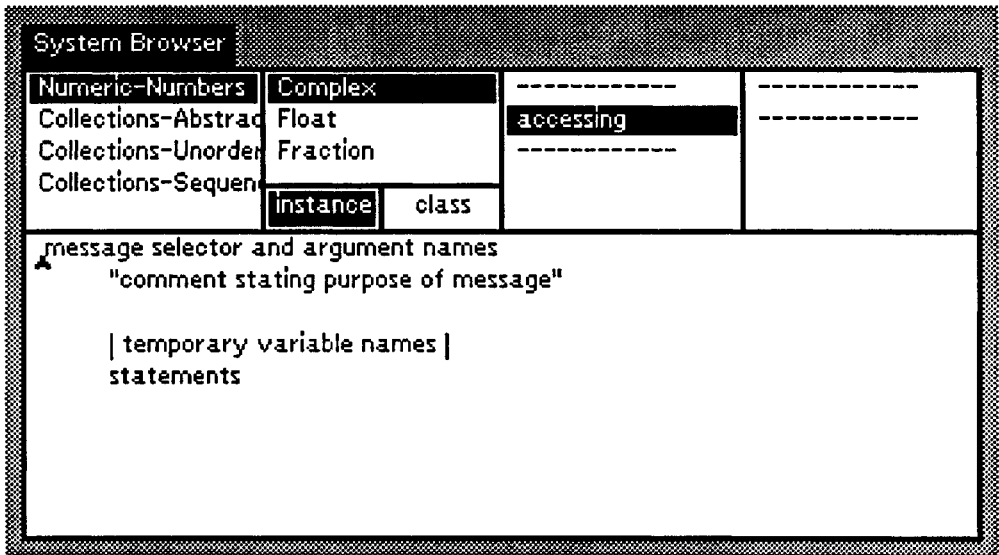 System Browser
Numeric-Numbers
Collections-Abstrac
Collections-Unorder
Collections-Sequen
Complex
Float
Fraction
instance class
------------
accessing
------------
------------
------------
message selector and argument names
"comment stating purpose of message"
| temporary variable names |
statements